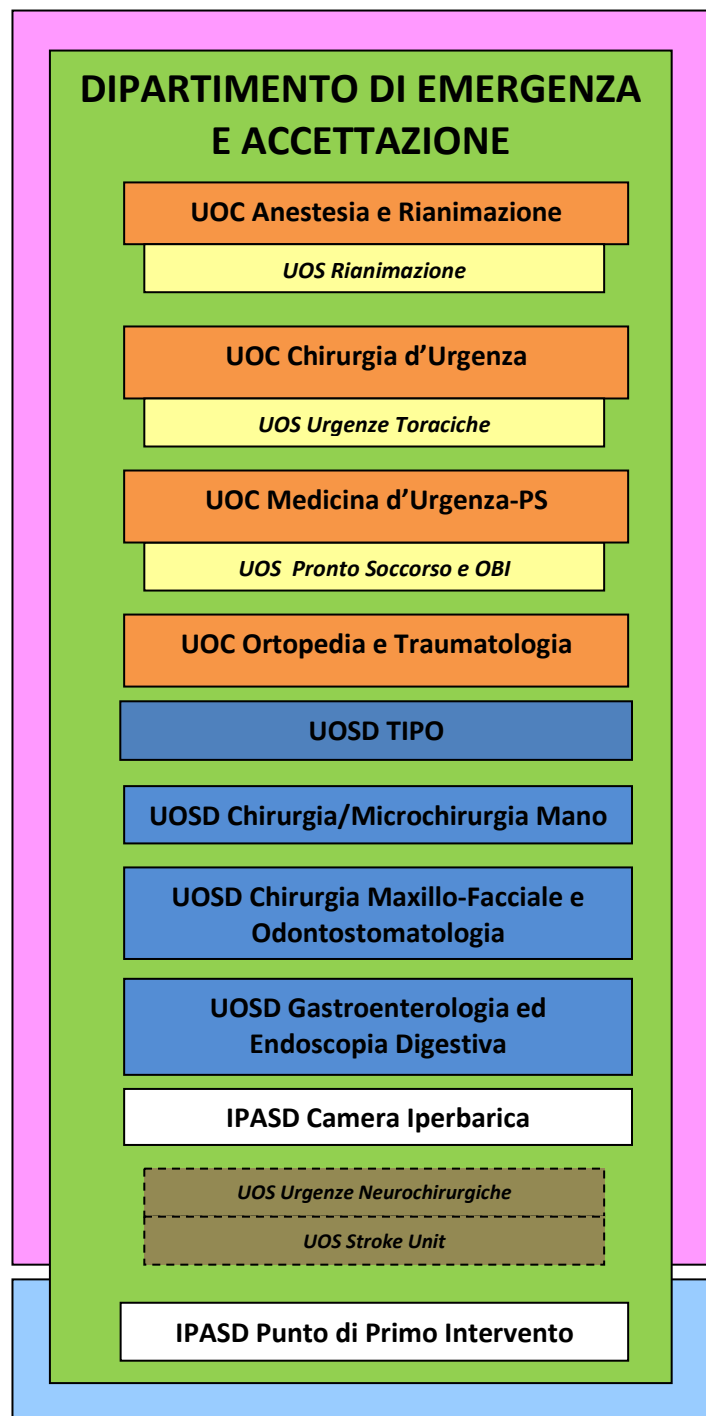 DIPARTIMENTO DI EMERGENZA
E ACCETTAZIONE
UOC Anestesia e Rianimazione
UOS Rianimazione
UOC Chirurgia d’Urgenza
UOS Urgenze Toraciche
UOC Medicina d’Urgenza-PS
UOS Pronto Soccorso e OBI
UOC Ortopedia e Traumatologia
UOSD TIPO
UOSD Chirurgia/Microchirurgia Mano
UOSD Chirurgia Maxillo-Facciale e
Odontostomatologia
UOSD Gastroenterologia ed
Endoscopia Digestiva
IPASD Camera Iperbarica
UOS Urgenze Neurochirurgiche
UOS Stroke Unit
IPASD Punto di Primo Intervento